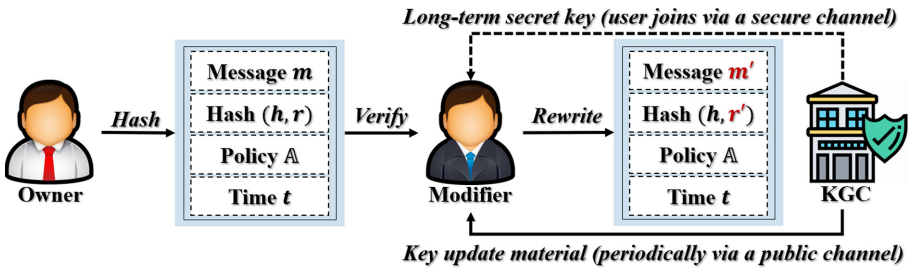 Long-term secret key (user joins via a secure channel)
Message m
Hash (h, r)
Policy 𝔸
Time t
Hash
Verify
Rewrite
Message m′
Hash (h, r′)
Policy 𝔸
Time t
Owner
Modifier
KGC
Key update material (periodically via a public channel)